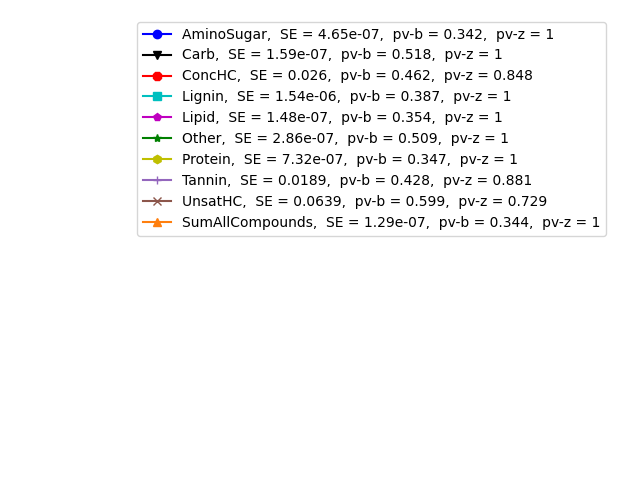 AminoSugar,  SE = 4.65e-07,  pv-b = 0.342,  pv-z = 1
Carb,  SE = 1.59e-07,  pv-b = 0.518,  pv-z = 1
ConcHC,  SE = 0.026,  pv-b = 0.462,  pv-z = 0.848
Lignin,  SE = 1.54e-06,  pv-b = 0.387,  pv-z = 1
Lipid,  SE = 1.48e-07,  pv-b = 0.354,  pv-z = 1
Other,  SE = 2.86e-07,  pv-b = 0.509,  pv-z = 1
Protein,  SE = 7.32e-07,  pv-b = 0.347,  pv-z = 1
Tannin,  SE = 0.0189,  pv-b = 0.428,  pv-z = 0.881
UnsatHC,  SE = 0.0639,  pv-b = 0.599,  pv-z = 0.729
SumAllCompounds,  SE = 1.29e-07,  pv-b = 0.344,  pv-z = 1